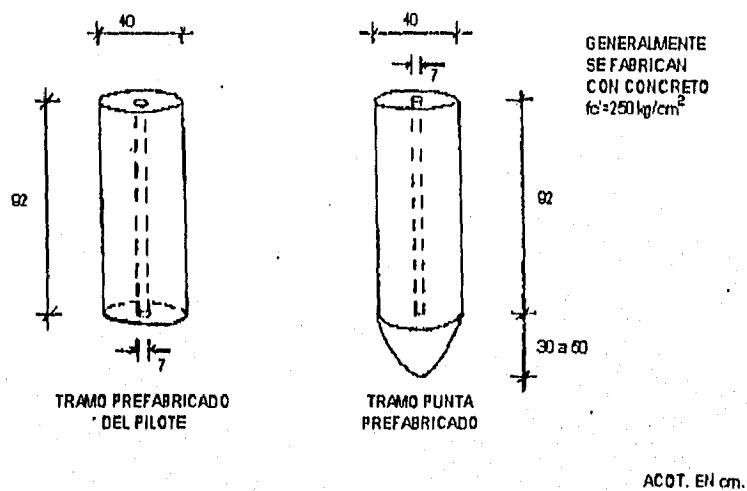 40
7
92
7
TRAMO PREFABRICADO
DEL PILOTE
40
7
92
30 a 50
TRAMO PUNTA
PREFABRICADO
GENERALMENTE
SE FABRICAN
CON CONCRETO
fc'=250 kg/cm²
ACOT. EN cm.